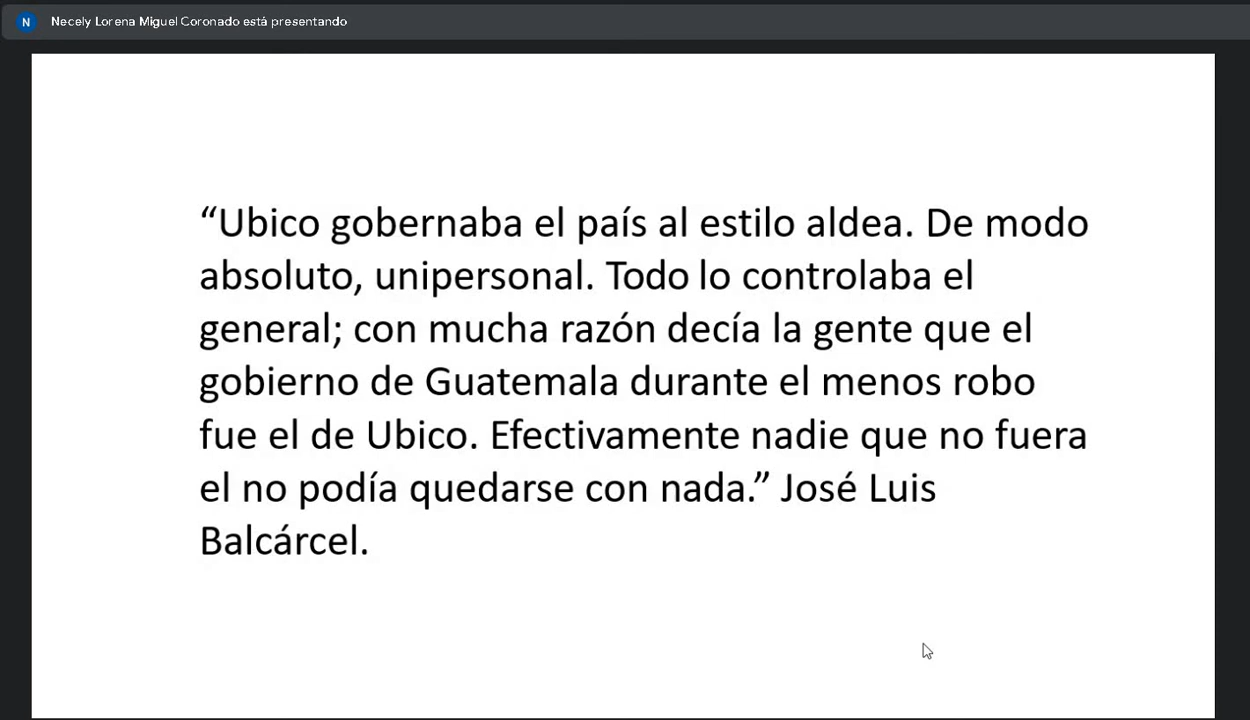 N Necely Lorena Miguel Coronado está presentando
“Ubico gobernaba el país al estilo aldea. De modo
absoluto, unipersonal. Todo lo controlaba el
general; con mucha razón decía la gente que el
gobierno de Guatemala durante el menos robo
fue el de Ubico. Efectivamente nadie que no fuera
el no podía quedarse con nada.” José Luis
Balcárcel.